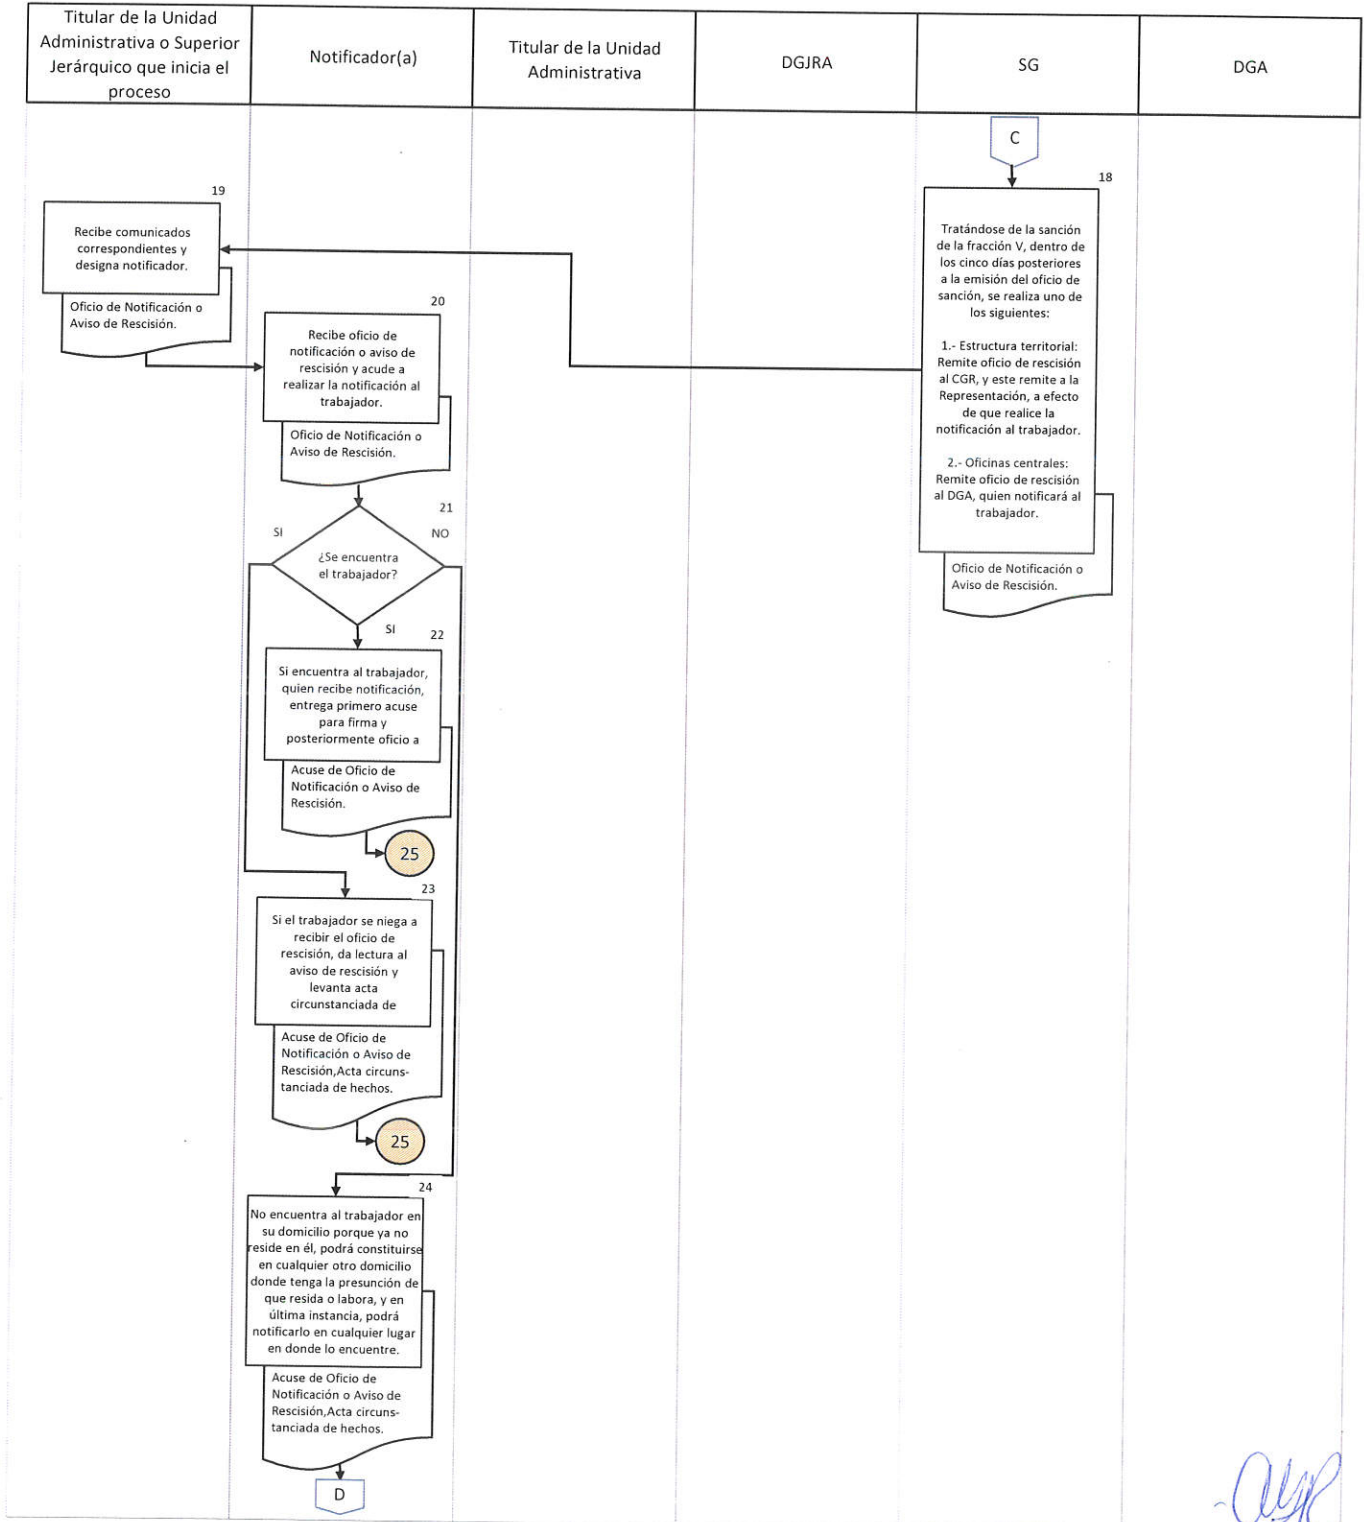 Titular de la Unidad
Administrativa o Superior
Jerárquico que inicia el
proceso
Notificador(a)
Titular de la Unidad
Administrativa
DGJRA
SG
DGA
C
18
Tratándose de la sanción
de la fracción V, dentro de
los cinco días posteriores
a la emisión del oficio de
sanción, se realiza uno de
los siguientes:
1.- Estructura territorial:
Remite oficio de rescisión
al CGR, y este remite a la
Representación, a efecto
de que realice la
notificación al trabajador.
2.- Oficinas centrales:
Remite oficio de rescisión
al DGA, quien notificará al
trabajador.
Oficio de Notificación o
Aviso de Rescisión.
19
Recibe comunicados
correspondientes y
designa notificador.
Oficio de Notificación o
Aviso de Rescisión.
20
Recibe oficio de
notificación o aviso de
rescisión y acude a
realizar la notificación al
trabajador.
Oficio de Notificación o
Aviso de Rescisión.
21
SI
NO
¿Se encuentra
el trabajador?
SI
22
Si encuentra al trabajador,
quien recibe notificación,
entrega primero acuse
para firma y
posteriormente oficio a
Acuse de Oficio de
Notificación o Aviso de
Rescisión.
25
23
Si el trabajador se niega a
recibir el oficio de
rescisión, da lectura al
aviso de rescisión y
levanta acta
circunstanciada de
Acuse de Oficio de
Notificación o Aviso de
Rescisión,Acta circuns-
tanciada de hechos.
25
24
No encuentra al trabajador en
su domicilio porque ya no
reside en él, podrá constituirse
en cualquier otro domicilio
donde tenga la presunción de
que resida o labora, y en
última instancia, podrá
notificarlo en cualquier lugar
en donde lo encuentre.
Acuse de Oficio de
Notificación o Aviso de
Rescisión,Acta circuns-
tanciada de hechos.
D